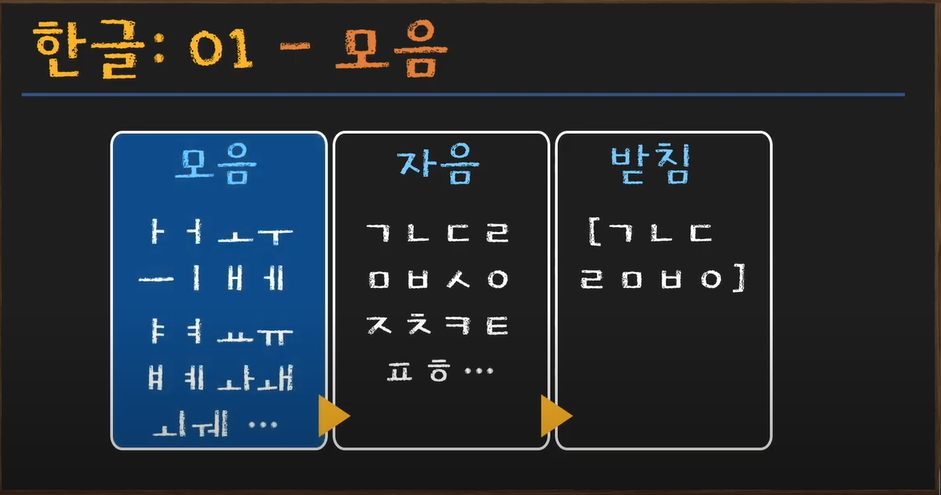 한글: 01 - 모음
모음
ㅏ ㅓ ㅗ ㅜ
ㅡ ㅣ ㅐ ㅔ
ㅑ ㅕ ㅛ ㅠ
ㅒ ㅖ ㅘ ㅙ
ㅚ ㅞ …
자음
ㄱ ㄴ ㄷ ㄹ
ㅁ ㅂ ㅅ ㅇ
ㅈ ㅊ ㅋ ㅌ
ㅍ ㅎ …
받침
[ㄱ ㄴ ㄷ
ㄹ ㅁ ㅂ ㅇ]